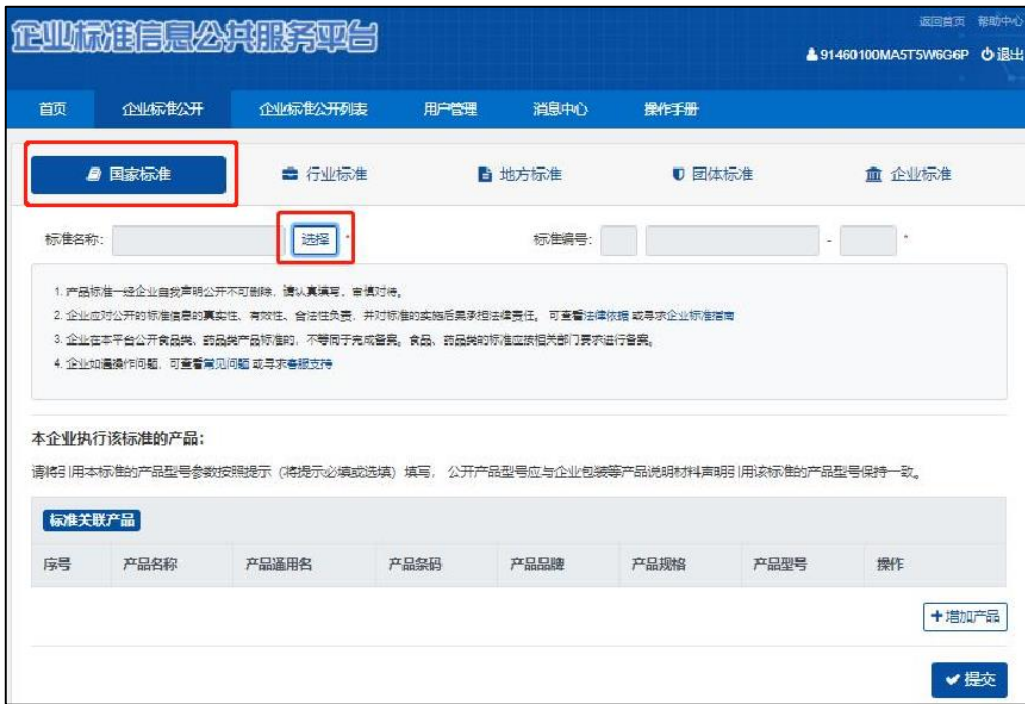 企业标准信息公共服务平台
返回首页 帮助中心
91460100MA5T5W6G6P 退出
首页 企业标准公开 企业标准公开列表 用户管理 消息中心 操作手册
国家标准 行业标准 地方标准 团体标准 企业标准
标准名称: 选择 * 标准编号: - *
1. 产品标准一经企业自我声明公开不可删除，请认真填写、审慎对待。
2. 企业应对公开的标准信息的真实性、有效性、合法性负责，并对标准的实施后果承担法律责任。 可查看法律依据 或寻求企业标准指南
3. 企业在本平台公开食品类、药品类产品标准的，不等同于完成备案。食品、药品类的标准应按相关部门要求进行备案。
4. 企业如遇操作问题，可查看常见问题 或寻求客服支持
本企业执行该标准的产品：
请将引用本标准的产品型号参数按照提示（将提示必填或选填）填写， 公开产品型号应与企业包装等产品说明材料声明引用该标准的产品型号保持一致。
标准关联产品
序号 产品名称 产品通用名 产品条码 产品品牌 产品规格 产品型号 操作
+增加产品
提交